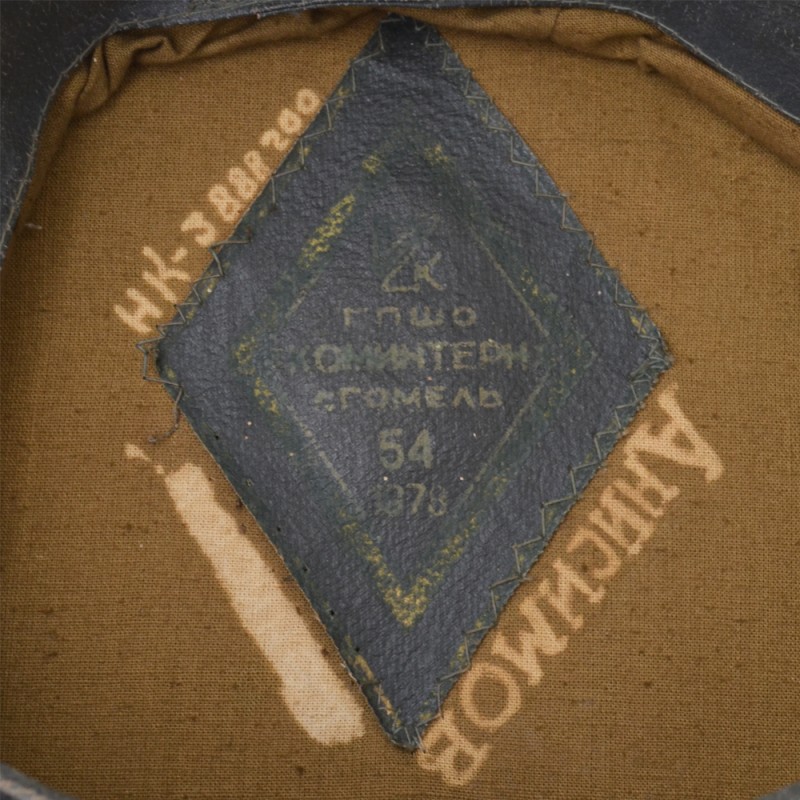 НК-3 ВВР 200
ГПШО
КОМИНТЕРН
г.ГОМЕЛЬ
54
1978
АНИСИМОВ